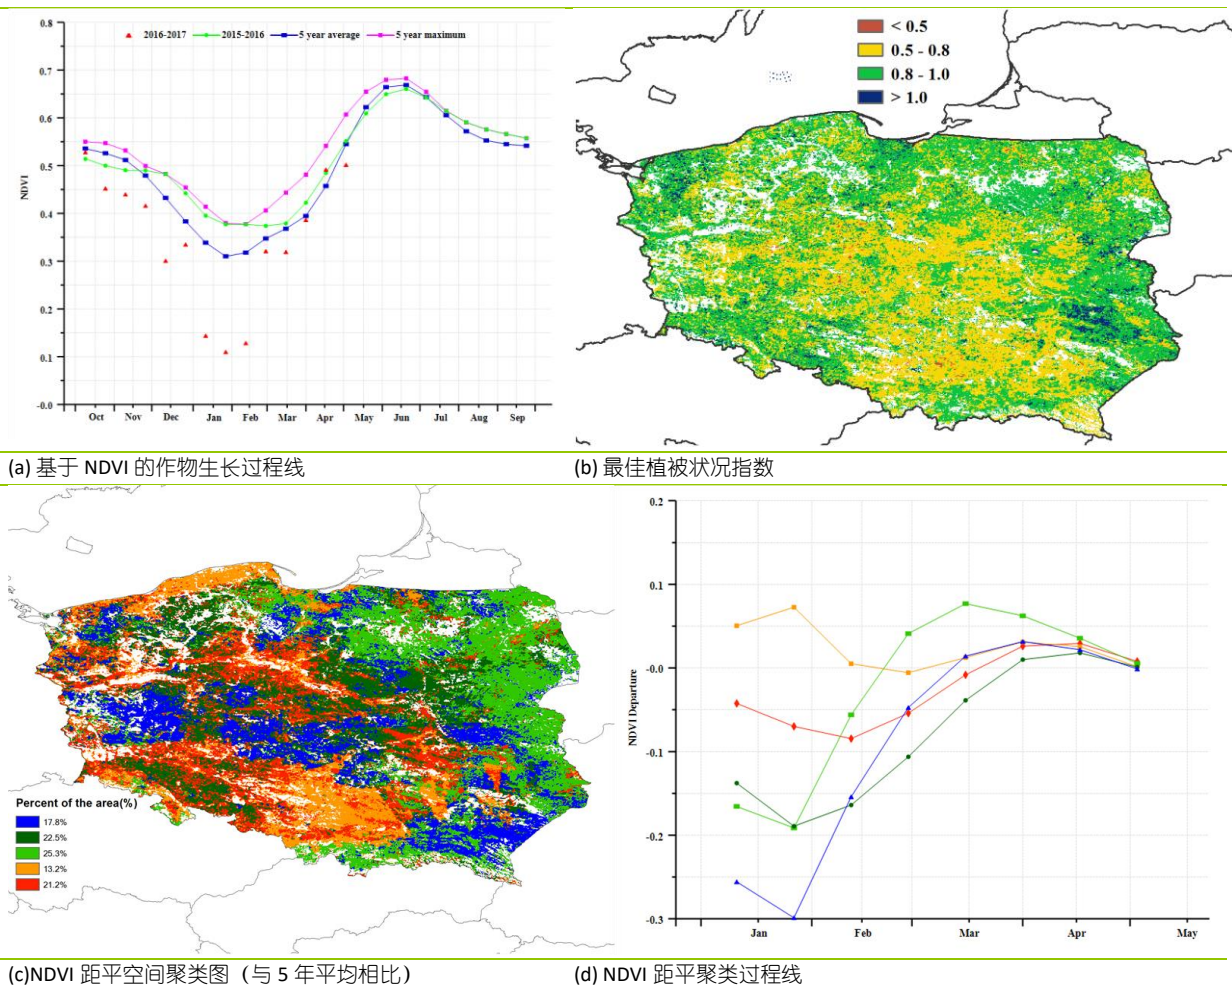 0.8
0.7
0.6
0.5
0.4
0.3
0.2
0.1
-0.0
NDVI
2016-2017 2015-2016 5 year average 5 year maximum
Oct Nov Dec Jan Feb Mar Apr May Jun Jul Aug Sep
< 0.5
0.5 - 0.8
0.8 - 1.0
> 1.0
(a) 基于 NDVI 的作物生长过程线
(b) 最佳植被状况指数
Percent of the area(%)
17.8%
22.5%
25.3%
13.2%
21.2%
0.2
0.1
-0.0
-0.1
-0.2
-0.3
NDVI Departure
Jan Feb Mar Apr May
(c)NDVI 距平空间聚类图（与 5 年平均相比）
(d) NDVI 距平聚类过程线